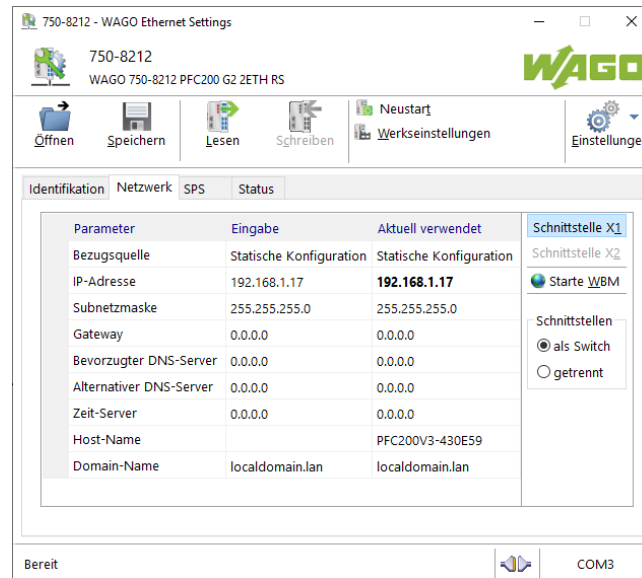 750-8212 - WAGO Ethernet Settings
750-8212
WAGO 750-8212 PFC200 G2 2ETH RS
WAGO
Öffnen Speichern Lesen Schreiben Neustart Werkseinstellungen Einstellunge
Identifikation Netzwerk SPS Status
Parameter Eingabe Aktuell verwendet Schnittstelle X1
Bezugsquelle Statische Konfiguration Statische Konfiguration Schnittstelle X2
IP-Adresse 192.168.1.17 192.168.1.17 Starte WBM
Subnetzmaske 255.255.255.0 255.255.255.0
Schnittstellen
Gateway 0.0.0.0 0.0.0.0 als Switch
Bevorzugter DNS-Server 0.0.0.0 0.0.0.0 getrennt
Alternativer DNS-Server 0.0.0.0 0.0.0.0
Zeit-Server 0.0.0.0 0.0.0.0
Host-Name PFC200V3-430E59
Domain-Name localdomain.lan localdomain.lan
Bereit COM3